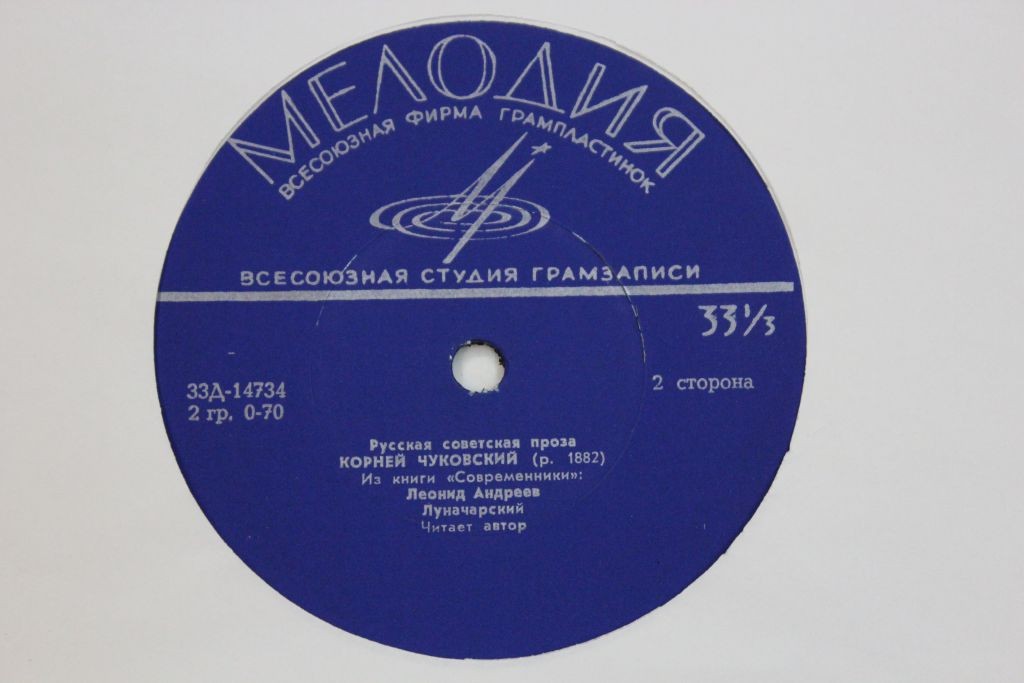 МЕЛОДИЯ
ВСЕСОЮЗНАЯ ФИРМА ГРАМПЛАСТИНОК
ВСЕСОЮЗНАЯ СТУДИЯ ГРАМЗАПИСИ
33⅓
33Д-14734
2 гр. 0-70
2 сторона
Русская советская проза
КОРНЕЙ ЧУКОВСКИЙ (р. 1882)
Из книги «Современники»:
Леонид Андреев
Луначарский
Читает автор